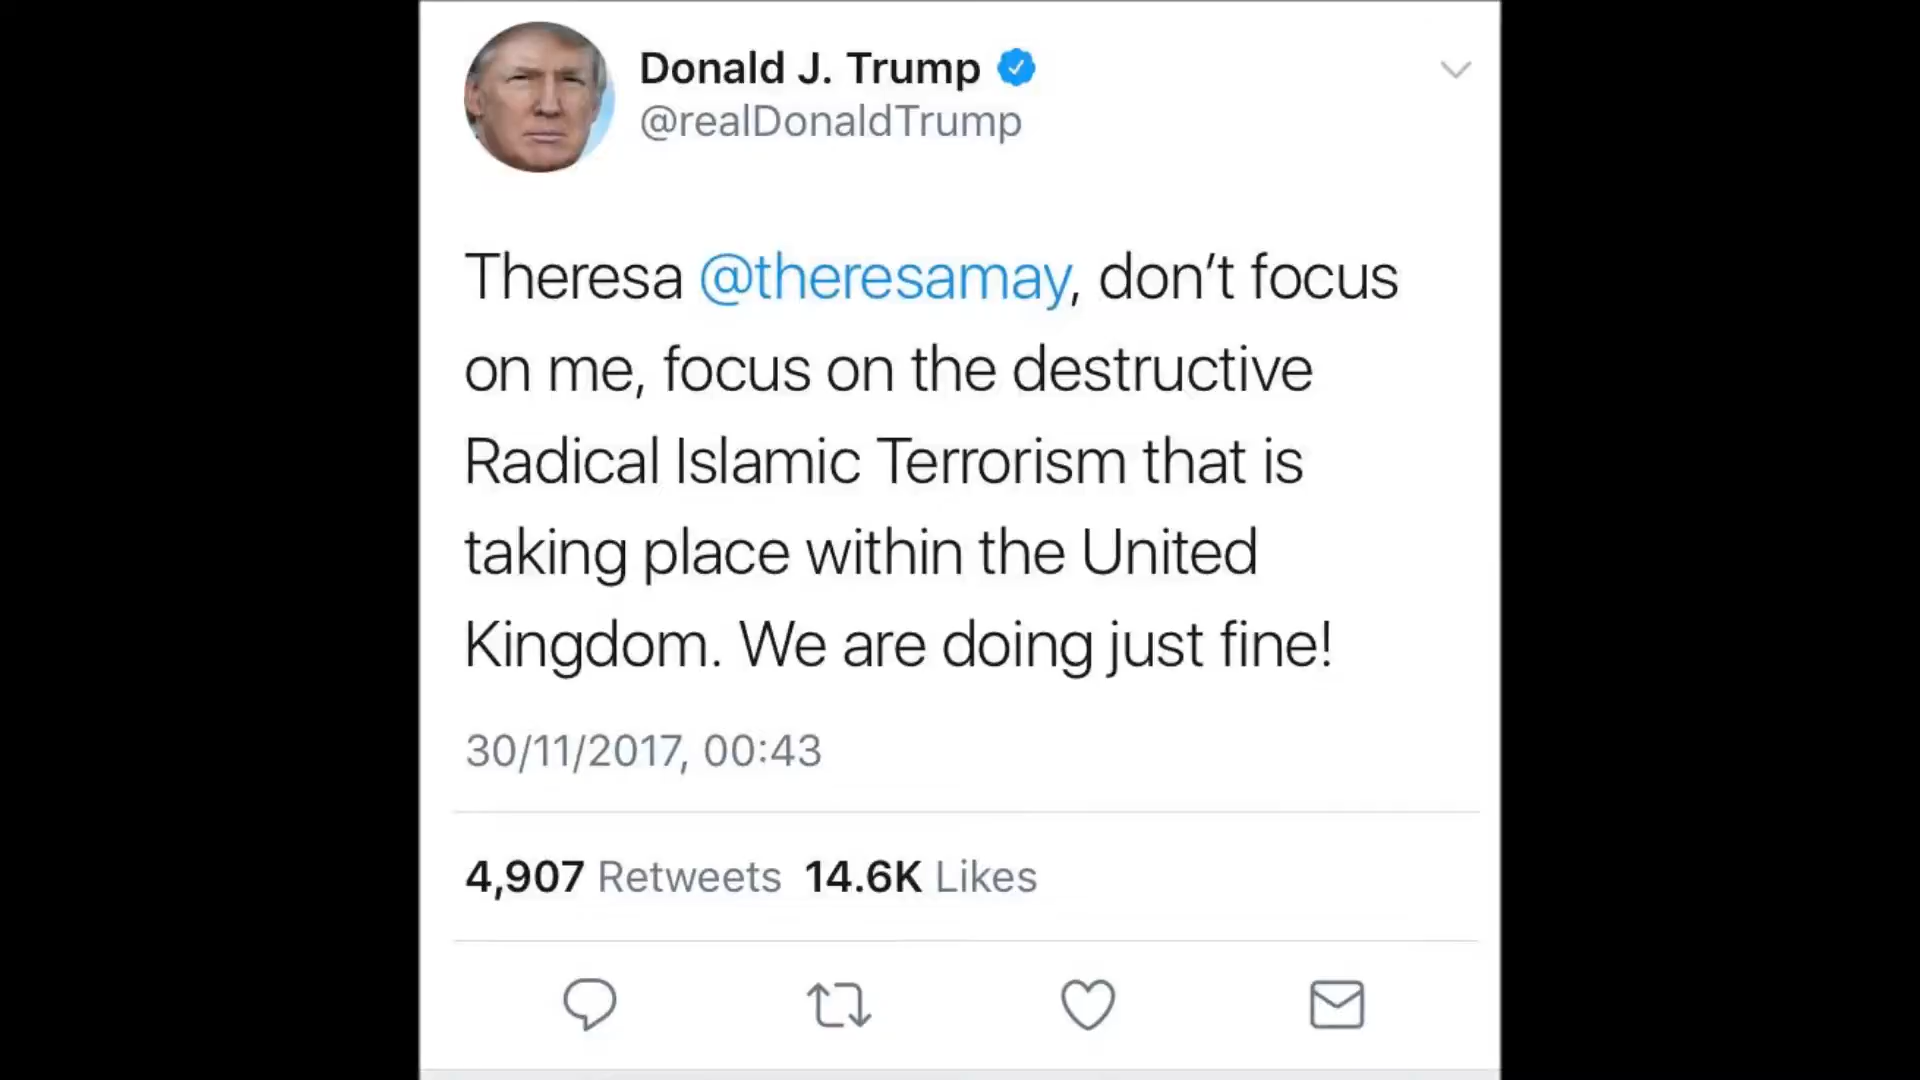 Donald J. Trump
@realDonaldTrump
Theresa @theresamay, don’t focus
on me, focus on the destructive
Radical Islamic Terrorism that is
taking place within the United
Kingdom. We are doing just fine!
30/11/2017, 00:43
4,907 Retweets 14.6K Likes